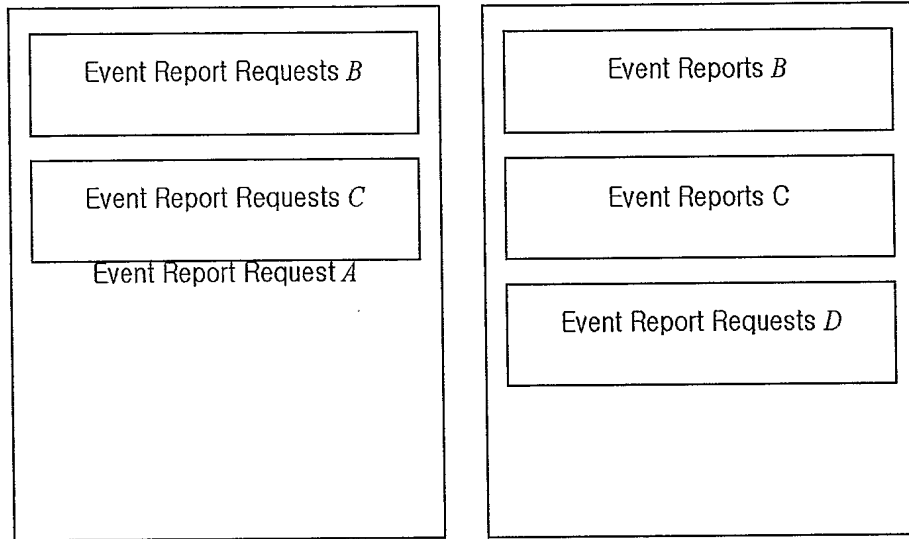 Event Report Requests B
Event Report Requests C
Event Report Request A
Event Reports B
Event Reports C
Event Report Requests D